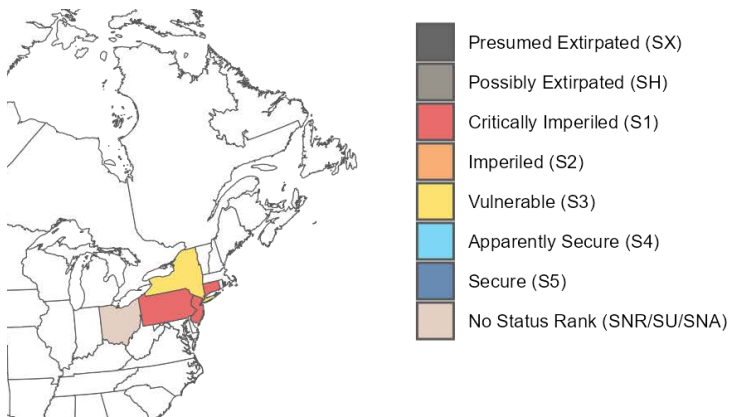 Presumed Extirpated (SX)
Possibly Extirpated (SH)
Critically Imperiled (S1)
Imperiled (S2)
Vulnerable (S3)
Apparently Secure (S4)
Secure (S5)
No Status Rank (SNR/SU/SNA)